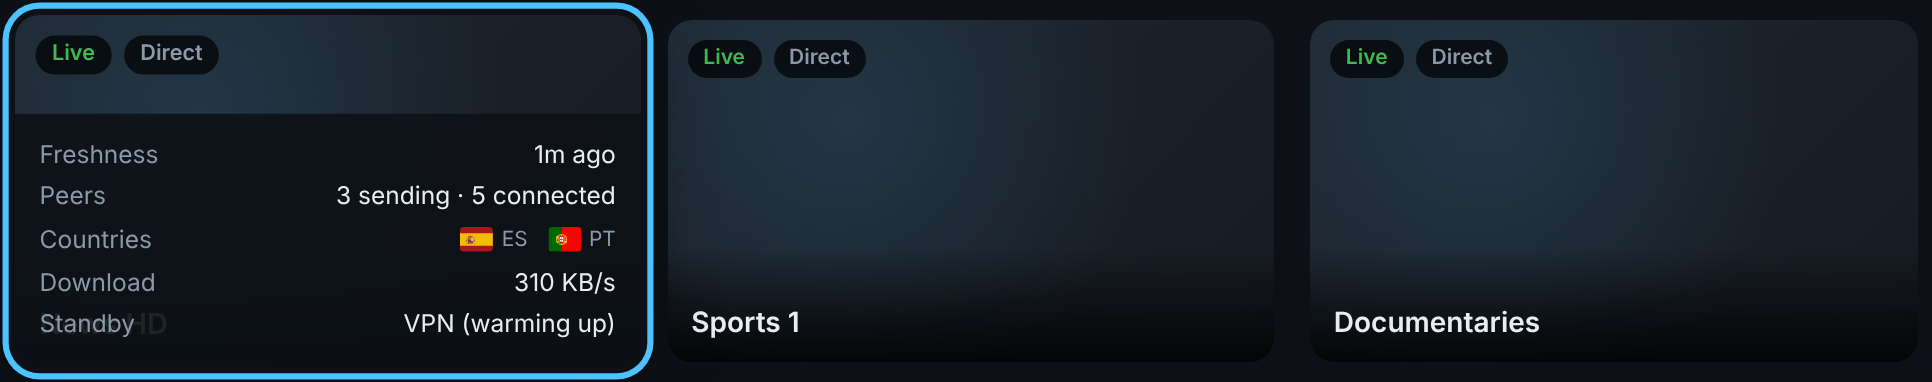 Live Direct
Freshness 1m ago
Peers 3 sending · 5 connected
Countries ES PT
Download 310 KB/s
Standby VPN (warming up)
HD
Live Direct
Sports 1
Live Direct
Documentaries